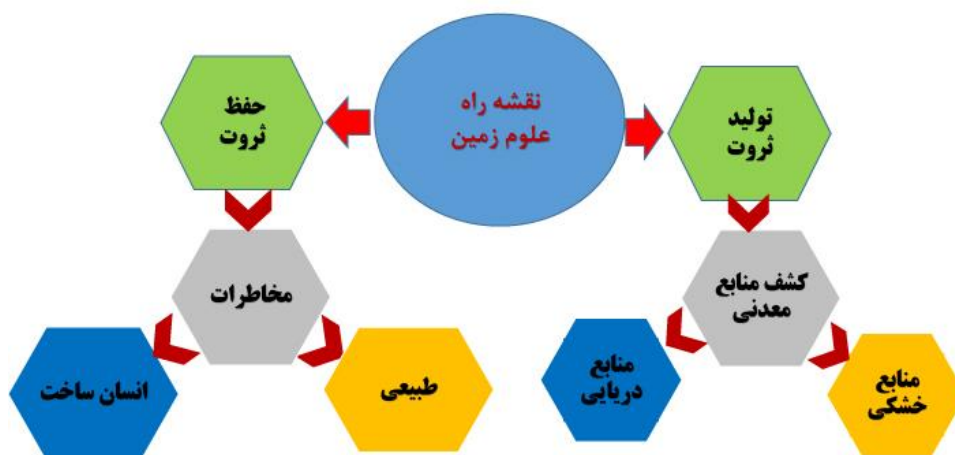 نقشه راه
علوم زمین
تولید
ثروت
حفظ
ثروت
کشف منابع
معدنی
مخاطرات
منابع
خشکی
منابع
دریایی
طبیعی
انسان ساخت